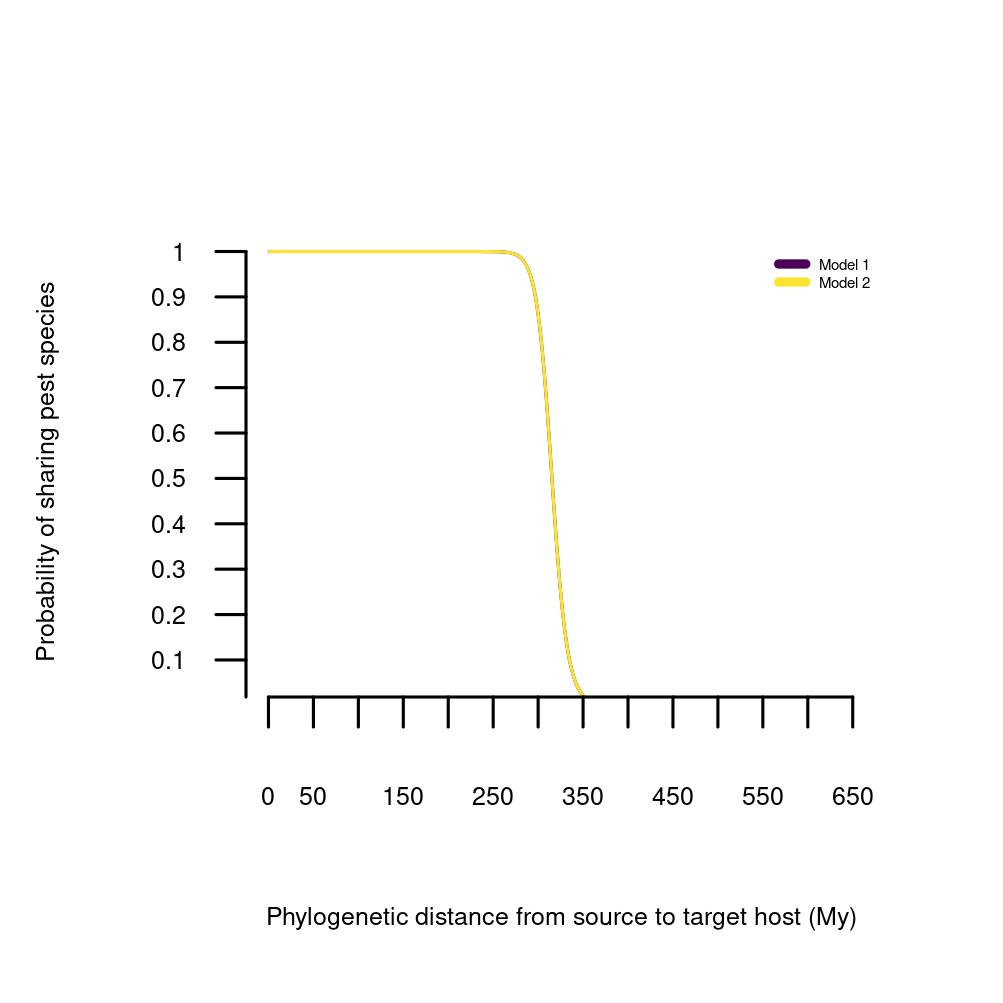 Model 1
Model 2
Probability of sharing pest species
1
0.9
0.8
0.7
0.6
0.5
0.4
0.3
0.2
0.1
0 50 150 250 350 450 550 650
Phylogenetic distance from source to target host (My)